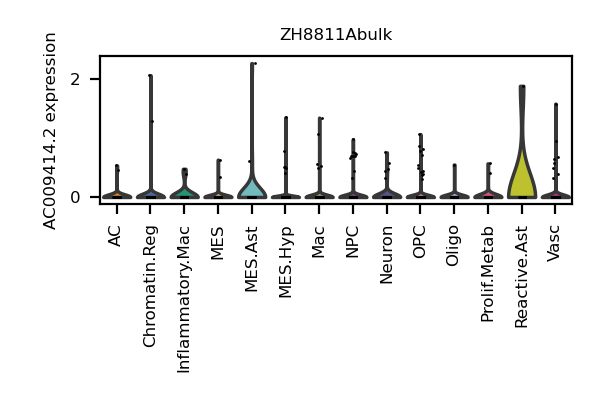 ZH8811Abulk
AC009414.2 expression
2
0
AC
Chromatin.Reg
Inflammatory.Mac
MES
MES.Ast
MES.Hyp
Mac
NPC
Neuron
OPC
Oligo
Prolif.Metab
Reactive.Ast
Vasc